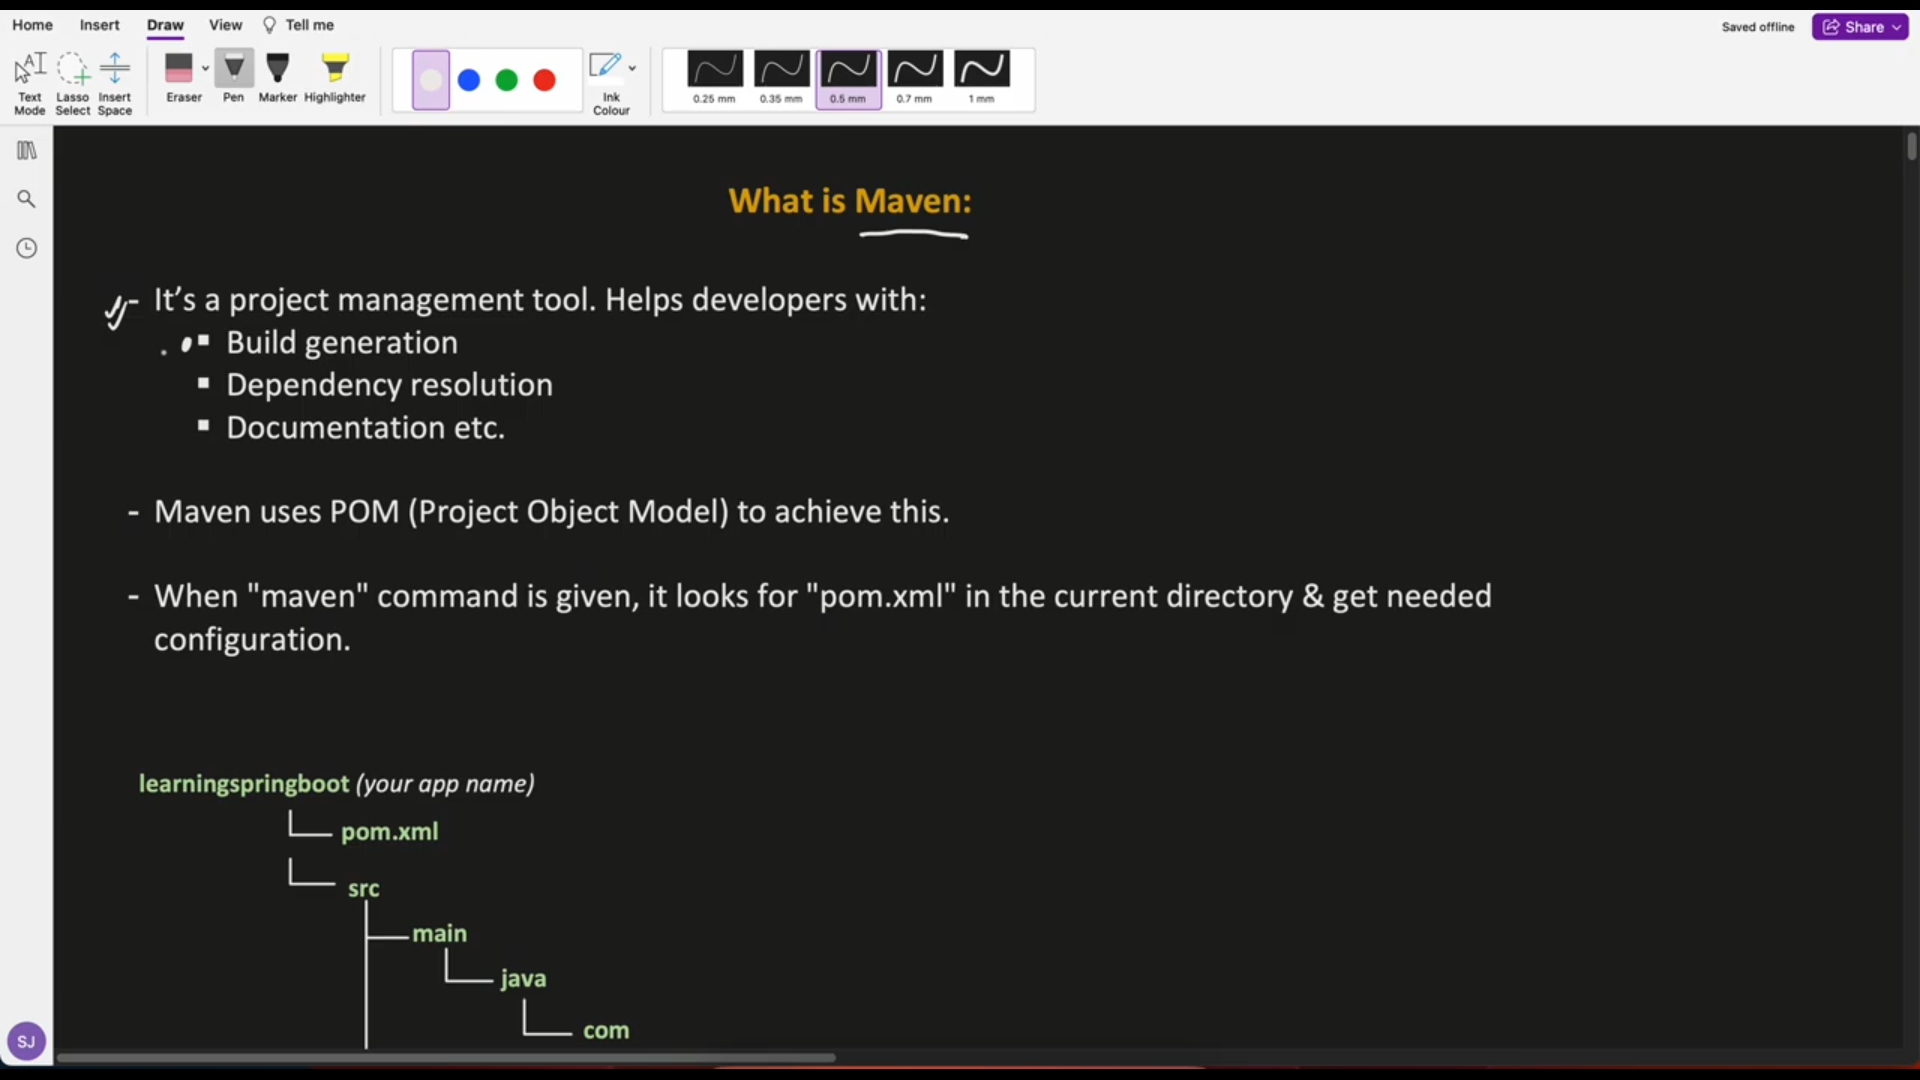 Home Insert Draw View Tell me
Saved offline Share
Text Mode
Lasso Select
Insert Space
Eraser Pen Marker Highlighter
Ink Colour
0.25 mm 0.35 mm 0.5 mm 0.7 mm 1 mm
What is Maven:
- It’s a project management tool. Helps developers with:
▪ Build generation
▪ Dependency resolution
▪ Documentation etc.
- Maven uses POM (Project Object Model) to achieve this.
- When "maven" command is given, it looks for "pom.xml" in the current directory & get needed
configuration.
learningspringboot (your app name)
pom.xml
src
main
java
com
SJ